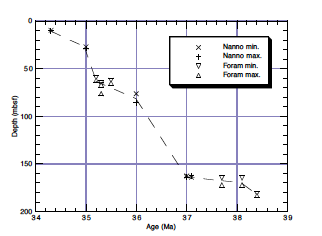 0
50
100
150
200
Depth (mbsf)
Nanno min.
Nanno max.
Foram min.
Foram max.
34 35 36 37 38 39
Age (Ma)